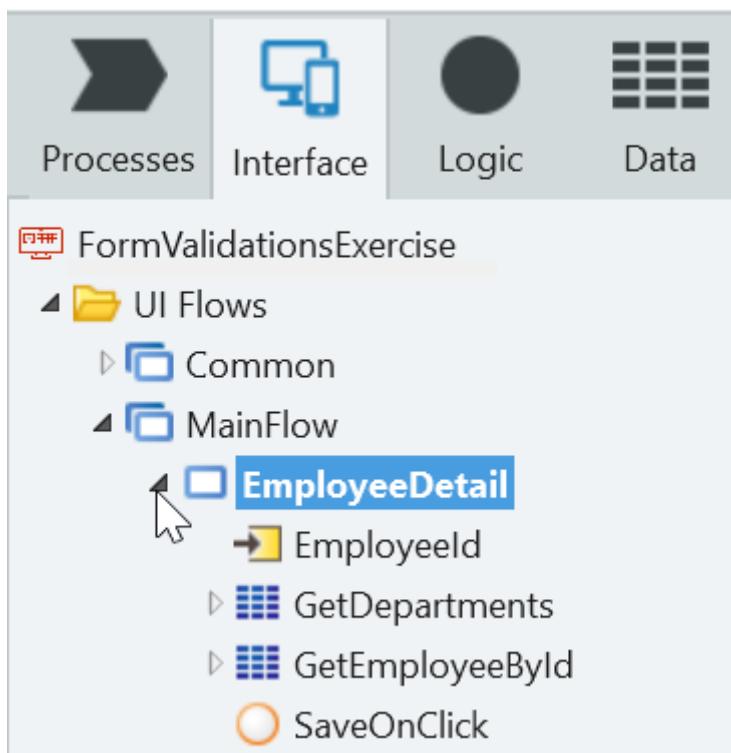 Processes Interface Logic Data
FormValidationsExercise
UI Flows
Common
MainFlow
EmployeeDetail
EmployeeId
GetDepartments
GetEmployeeById
SaveOnClick